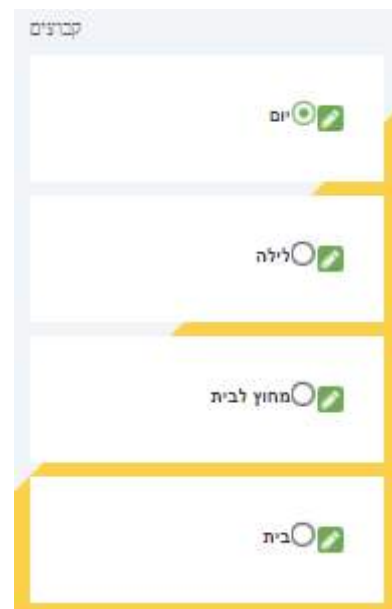 קבוצים
יום
לילה
מחוץ לבית
בית